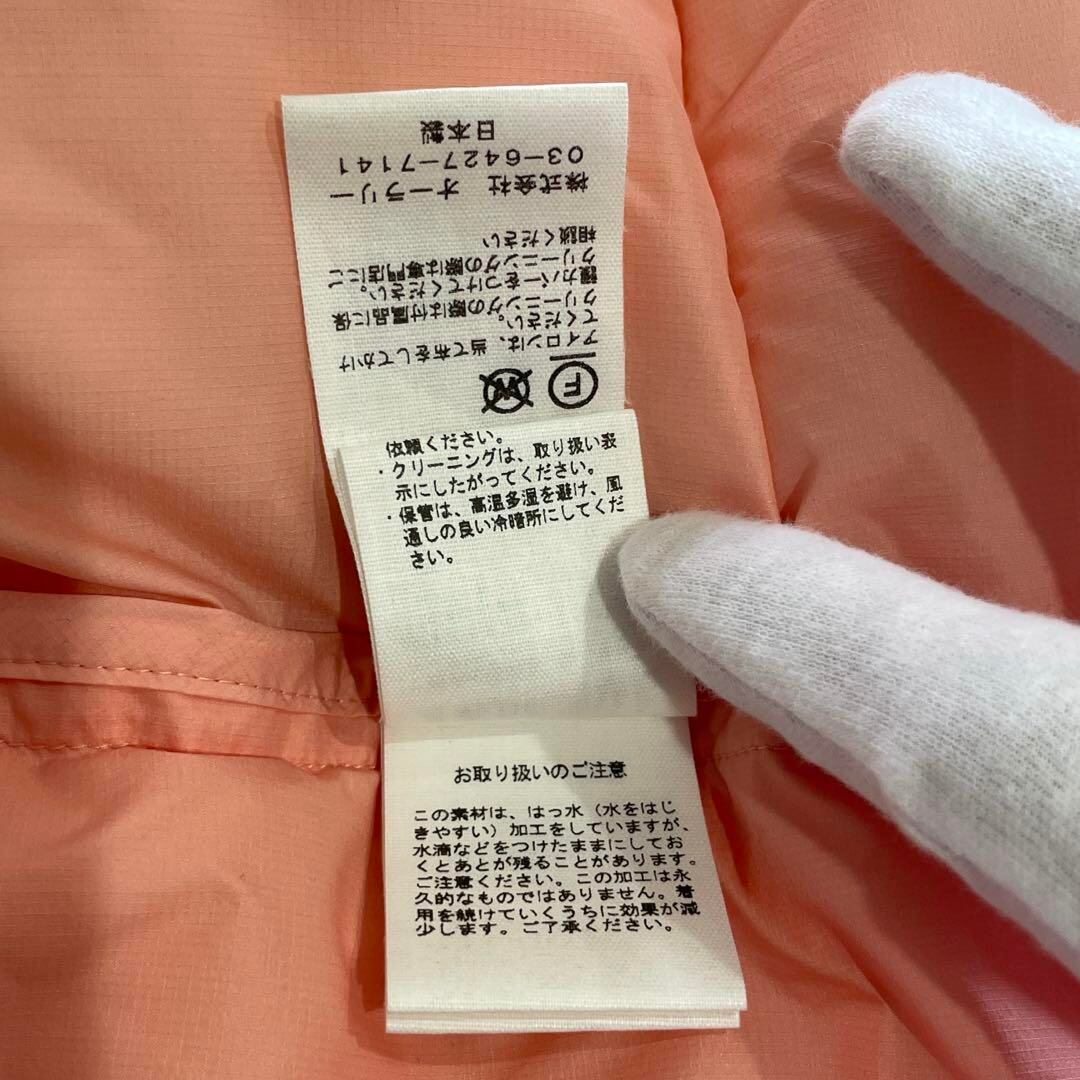 F
W
アイロンは、当て布をしてかけ
てください。
クリーニングの際は付属品に保
護カバーをつけてください。
クリーニングの際は専門店にご
相談ください
株式会社 オーラリー
03-6427-7141
日本製
依頼ください。
・クリーニングは、取り扱い表
示にしたがってください。
・保管は、高温多湿を避け、風
通しの良い冷暗所にしてくだ
さい。
お取り扱いのご注意
この素材は、はっ水(水をはじ
きやすい)加工をしていますが、
水滴などをつけたままにしてお
くとあとが残ることがあります。
ご注意ください。この加工は永
久的なものではありません。着
用を続けていくうちに効果が減
少します。ご了承ください。